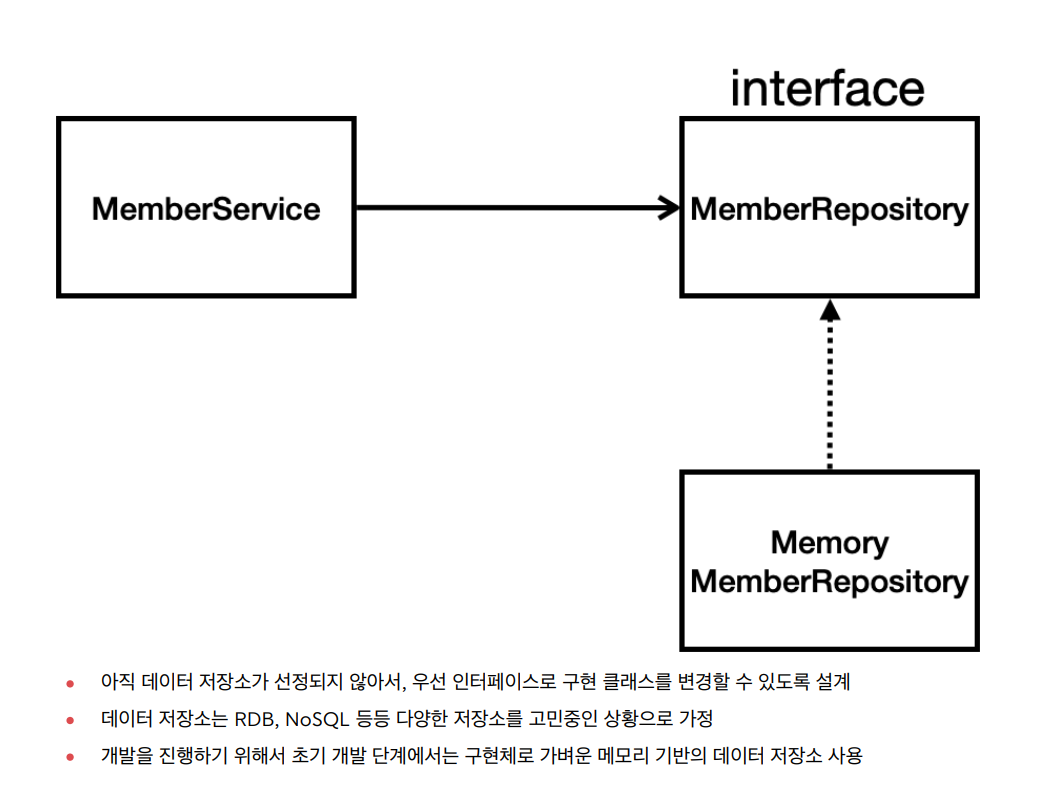 interface
MemberService
MemberRepository
Memory
MemberRepository
• 아직 데이터 저장소가 선정되지 않아서, 우선 인터페이스로 구현 클래스를 변경할 수 있도록 설계
• 데이터 저장소는 RDB, NoSQL 등등 다양한 저장소를 고민중인 상황으로 가정
• 개발을 진행하기 위해서 초기 개발 단계에서는 구현체로 가벼운 메모리 기반의 데이터 저장소 사용